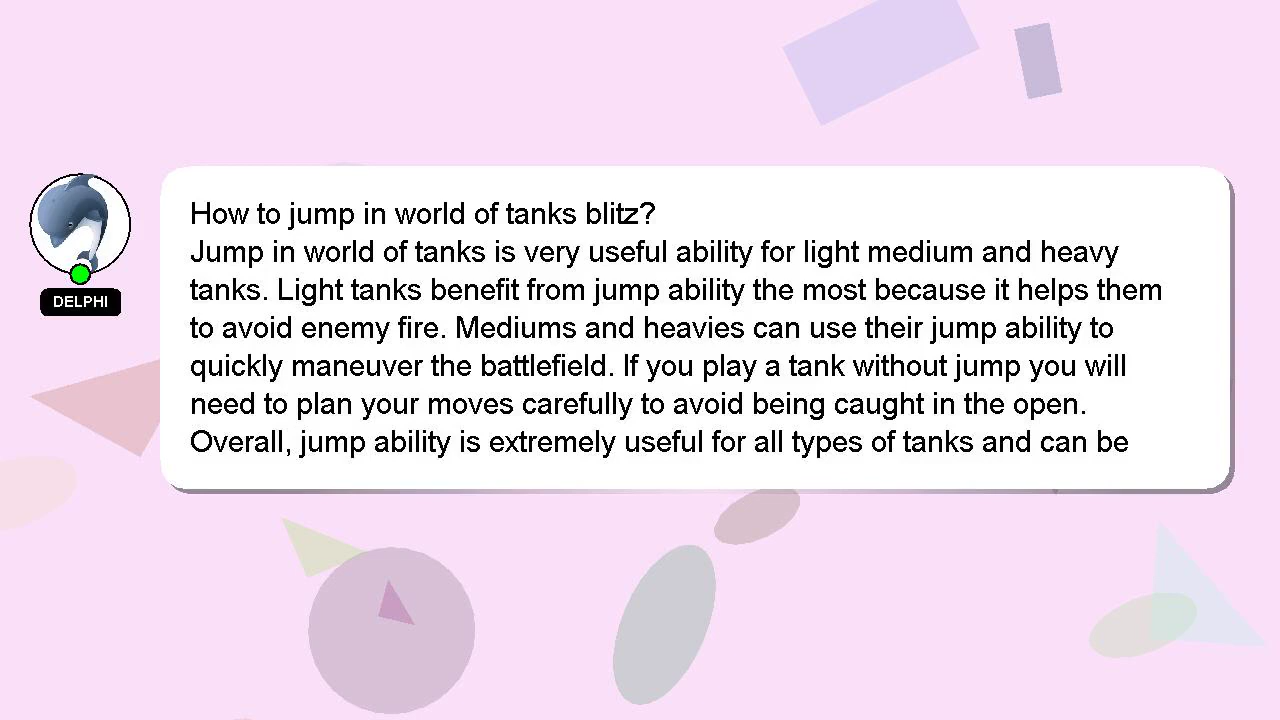 How to jump in world of tanks blitz?
Jump in world of tanks is very useful ability for light medium and heavy
tanks. Light tanks benefit from jump ability the most because it helps them
to avoid enemy fire. Mediums and heavies can use their jump ability to
quickly maneuver the battlefield. If you play a tank without jump you will
need to plan your moves carefully to avoid being caught in the open.
Overall, jump ability is extremely useful for all types of tanks and can be
DELPHI